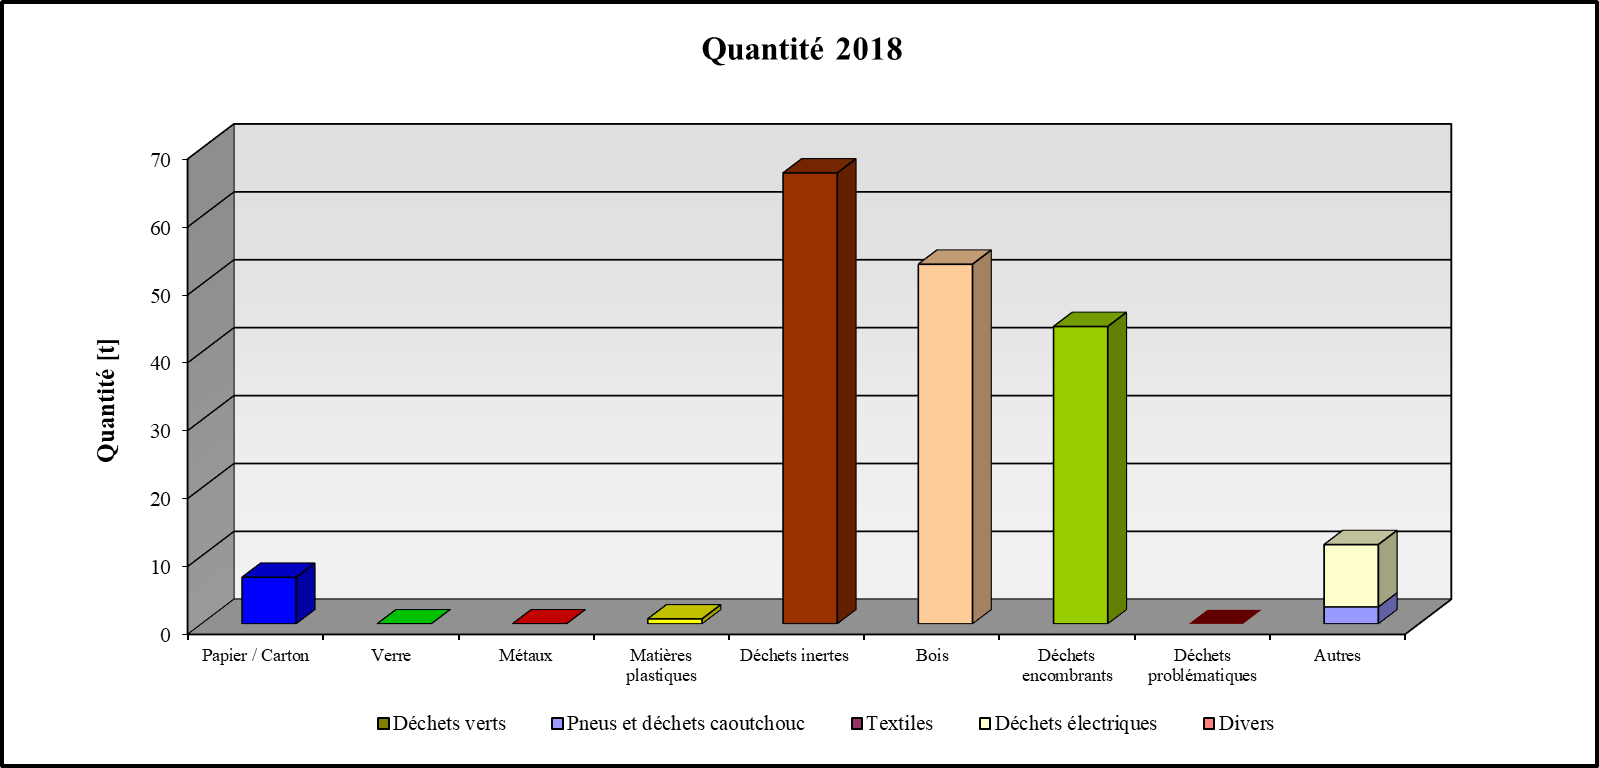 Quantité 2018
Quantité [t]
70
60
50
40
30
20
10
0
Papier / Carton
Verre
Métaux
Matières
plastiques
Déchets inertes
Bois
Déchets
encombrants
Déchets
problématiques
Autres
Déchets verts
Pneus et déchets caoutchouc
Textiles
Déchets électriques
Divers